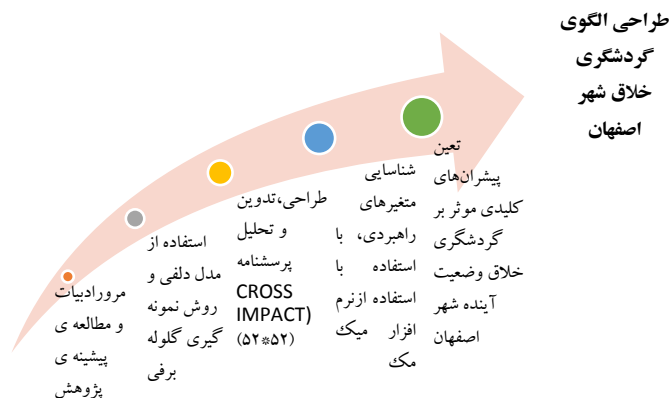 طراحی الگوی
گردشگری
خلاق شهر
اصفهان
مرورادبیات
و مطالعه ی
پیشینه ی
پژوهش
استفاده از
مدل دلفی و
روش نمونه
گیری گلوله
برفی
طراحی،تدوین
و تحلیل
پرسشنامه
CROSS
IMPACT)
(۵۲*۵۲)
شناسایی
متغیرهای
راهبردی، با
استفاده با
استفاده ازنرم
افزار میک
مک
تعین
پیشران‌های
کلیدی موثر بر
گردشگری
خلاق وضعیت
آینده شهر
اصفهان